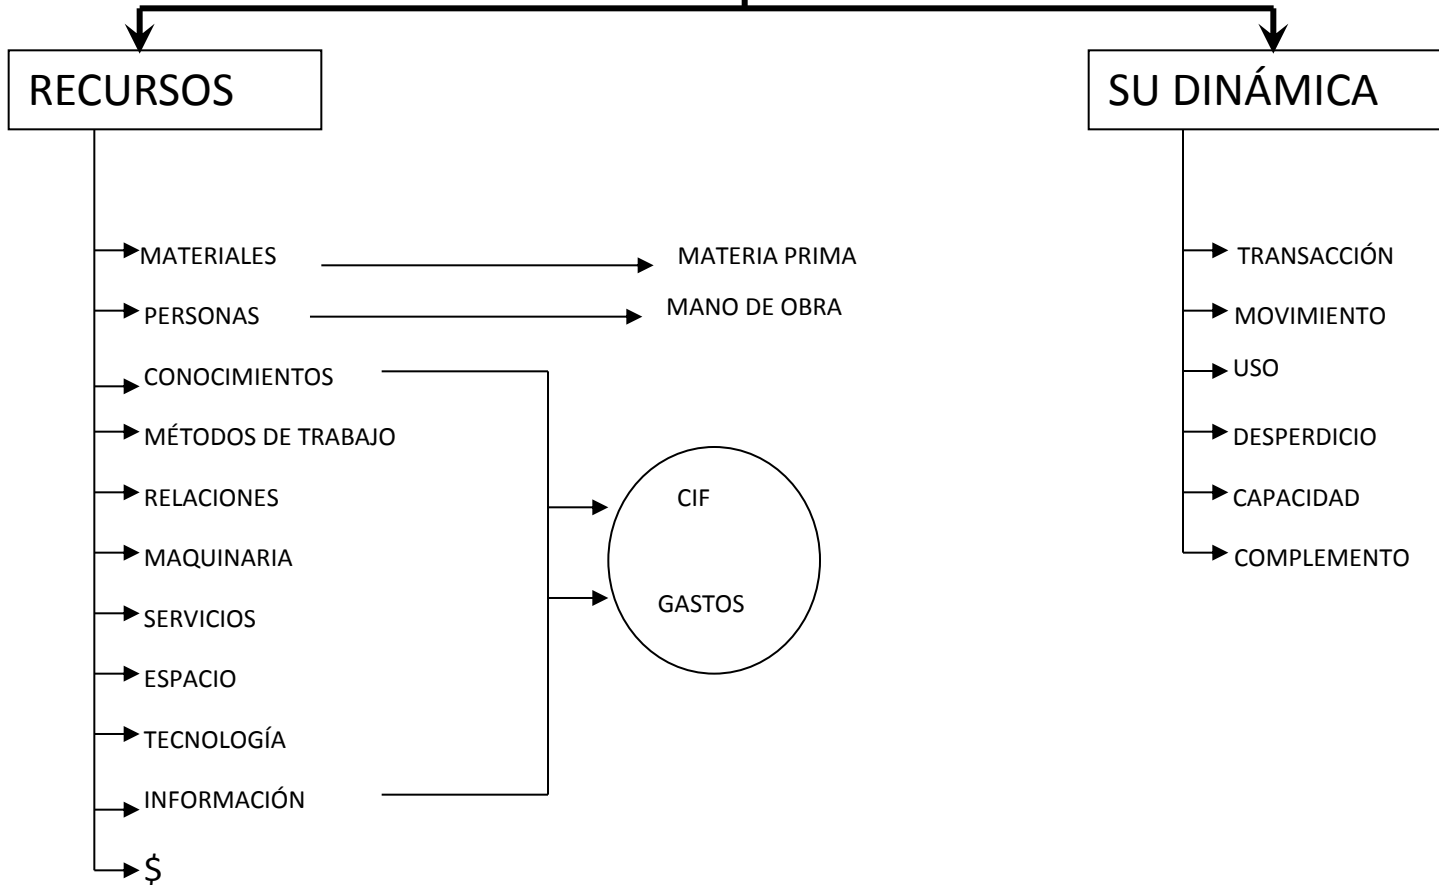 RECURSOS
SU DINÁMICA
MATERIALES
MATERIA PRIMA
TRANSACCIÓN
PERSONAS
MANO DE OBRA
MOVIMIENTO
CONOCIMIENTOS
USO
MÉTODOS DE TRABAJO
DESPERDICIO
RELACIONES
CIF
CAPACIDAD
MAQUINARIA
COMPLEMENTO
SERVICIOS
GASTOS
ESPACIO
TECNOLOGÍA
INFORMACIÓN
$